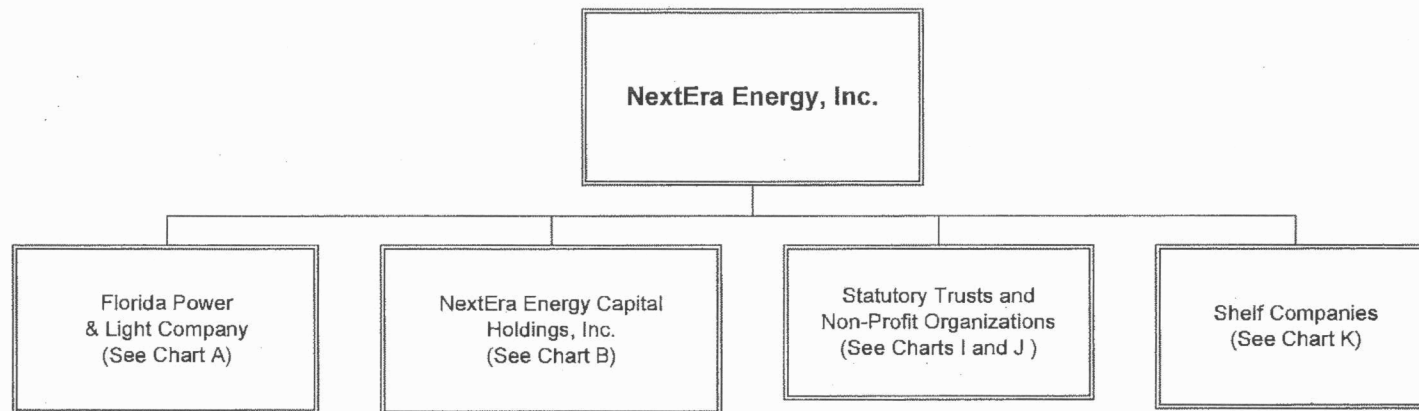 NextEra Energy, Inc.
Florida Power
& Light Company
(See Chart A)
NextEra Energy Capital
Holdings, Inc.
(See Chart B)
Statutory Trusts and
Non-Profit Organizations
(See Charts I and J )
Shelf Companies
(See Chart K)